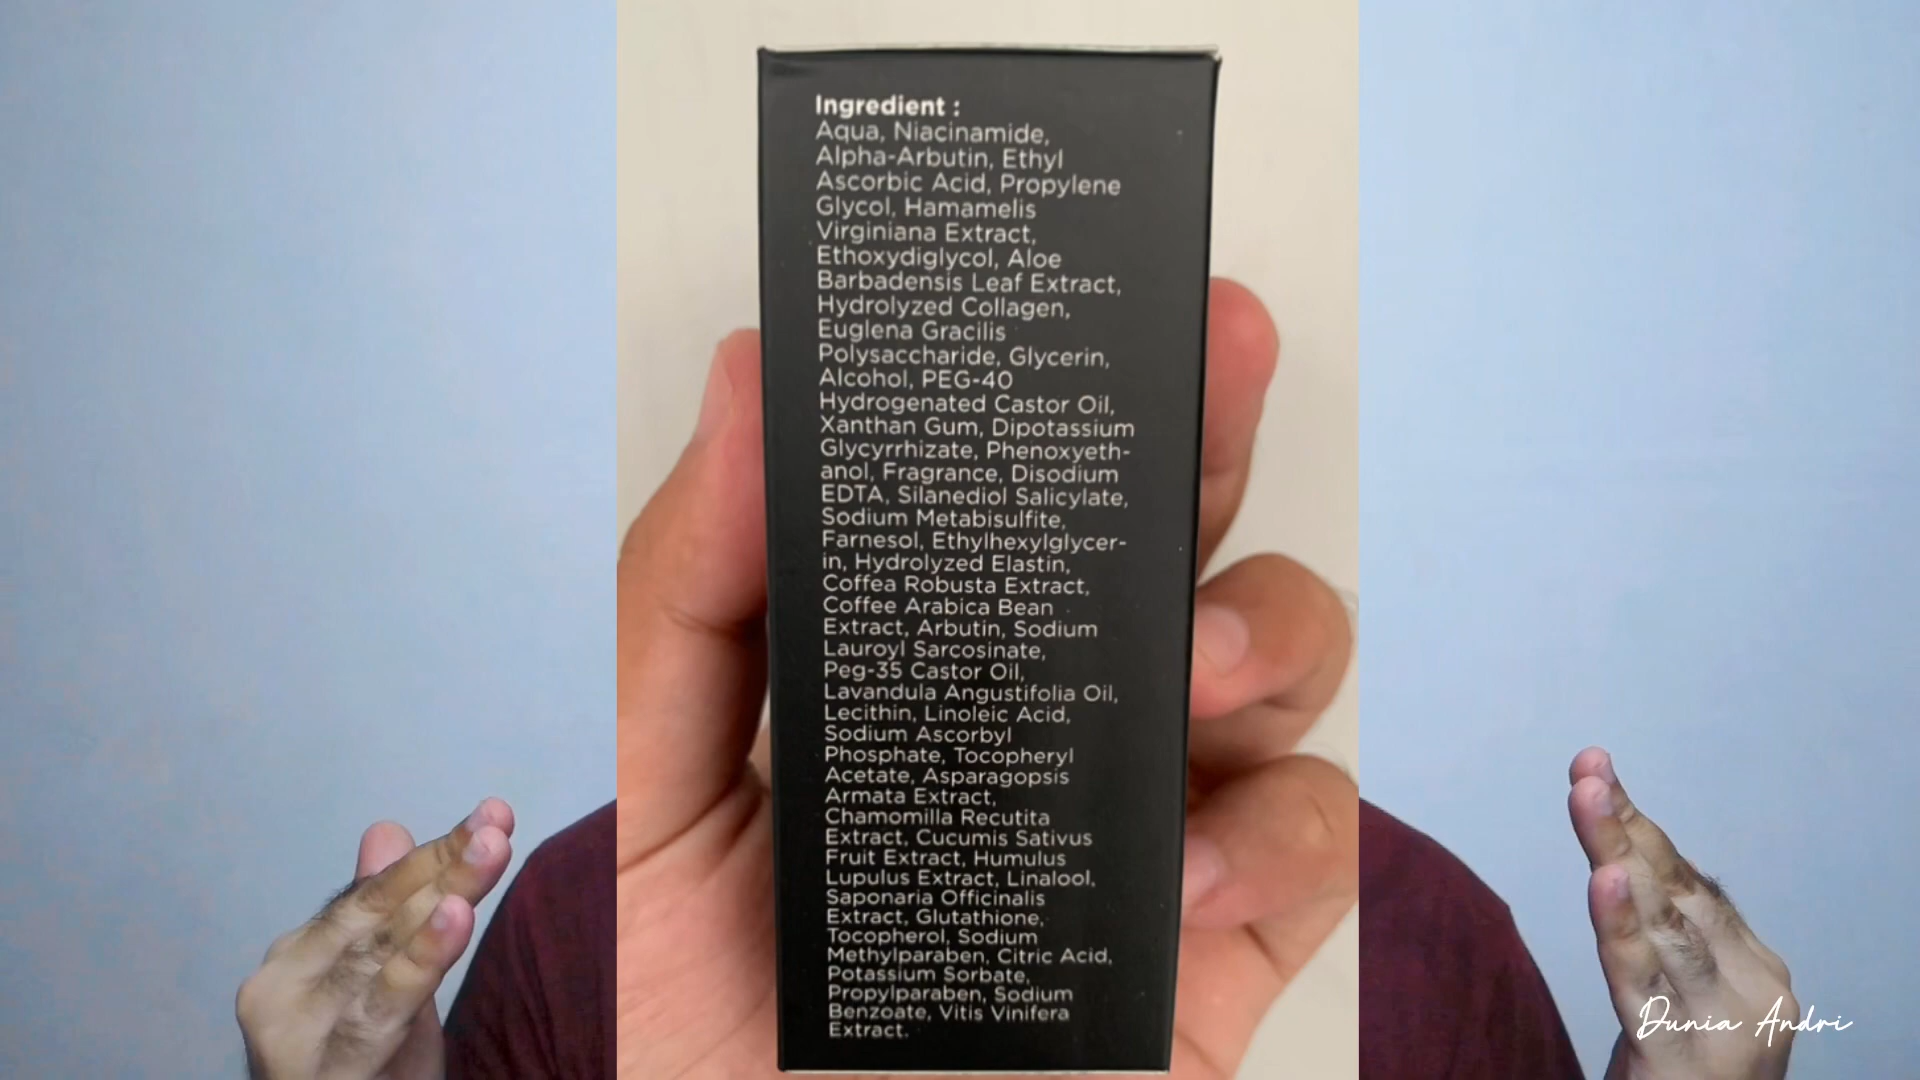 Ingredient :
Aqua, Niacinamide,
Alpha-Arbutin, Ethyl
Ascorbic Acid, Propylene
Glycol, Hamamelis
Virginiana Extract,
Ethoxydiglycol, Aloe
Barbadensis Leaf Extract,
Hydrolyzed Collagen,
Euglena Gracilis
Polysaccharide, Glycerin,
Alcohol, PEG-40
Hydrogenated Castor Oil,
Xanthan Gum, Dipotassium
Glycyrrhizate, Phenoxyeth-
anol, Fragrance, Disodium
EDTA, Silanediol Salicylate,
Sodium Metabisulfite,
Farnesol, Ethylhexylglycer-
in, Hydrolyzed Elastin,
Coffea Robusta Extract,
Coffee Arabica Bean
Extract, Arbutin, Sodium
Lauroyl Sarcosinate,
Peg-35 Castor Oil,
Lavandula Angustifolia Oil,
Lecithin, Linoleic Acid,
Sodium Ascorbyl
Phosphate, Tocopheryl
Acetate, Asparagopsis
Armata Extract,
Chamomilla Recutita
Extract, Cucumis Sativus
Fruit Extract, Humulus
Lupulus Extract, Linalool,
Saponaria Officinalis
Extract, Glutathione,
Tocopherol, Sodium
Methylparaben, Citric Acid,
Potassium Sorbate,
Propylparaben, Sodium
Benzoate, Vitis Vinifera
Extract.
Dunia Andri